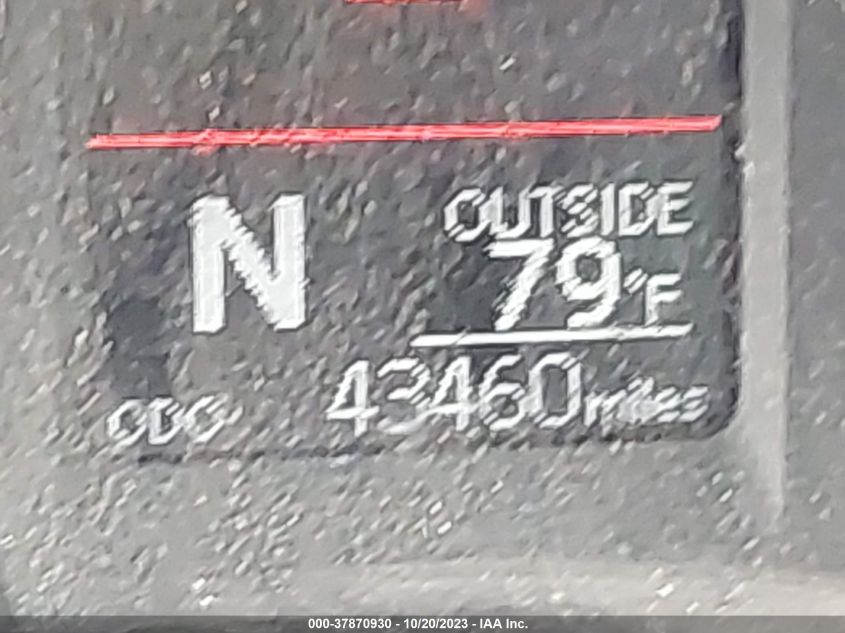 N
OUTSIDE
79°F
ODO 43460 miles
000-37870930 - 10/20/2023 - IAA Inc.